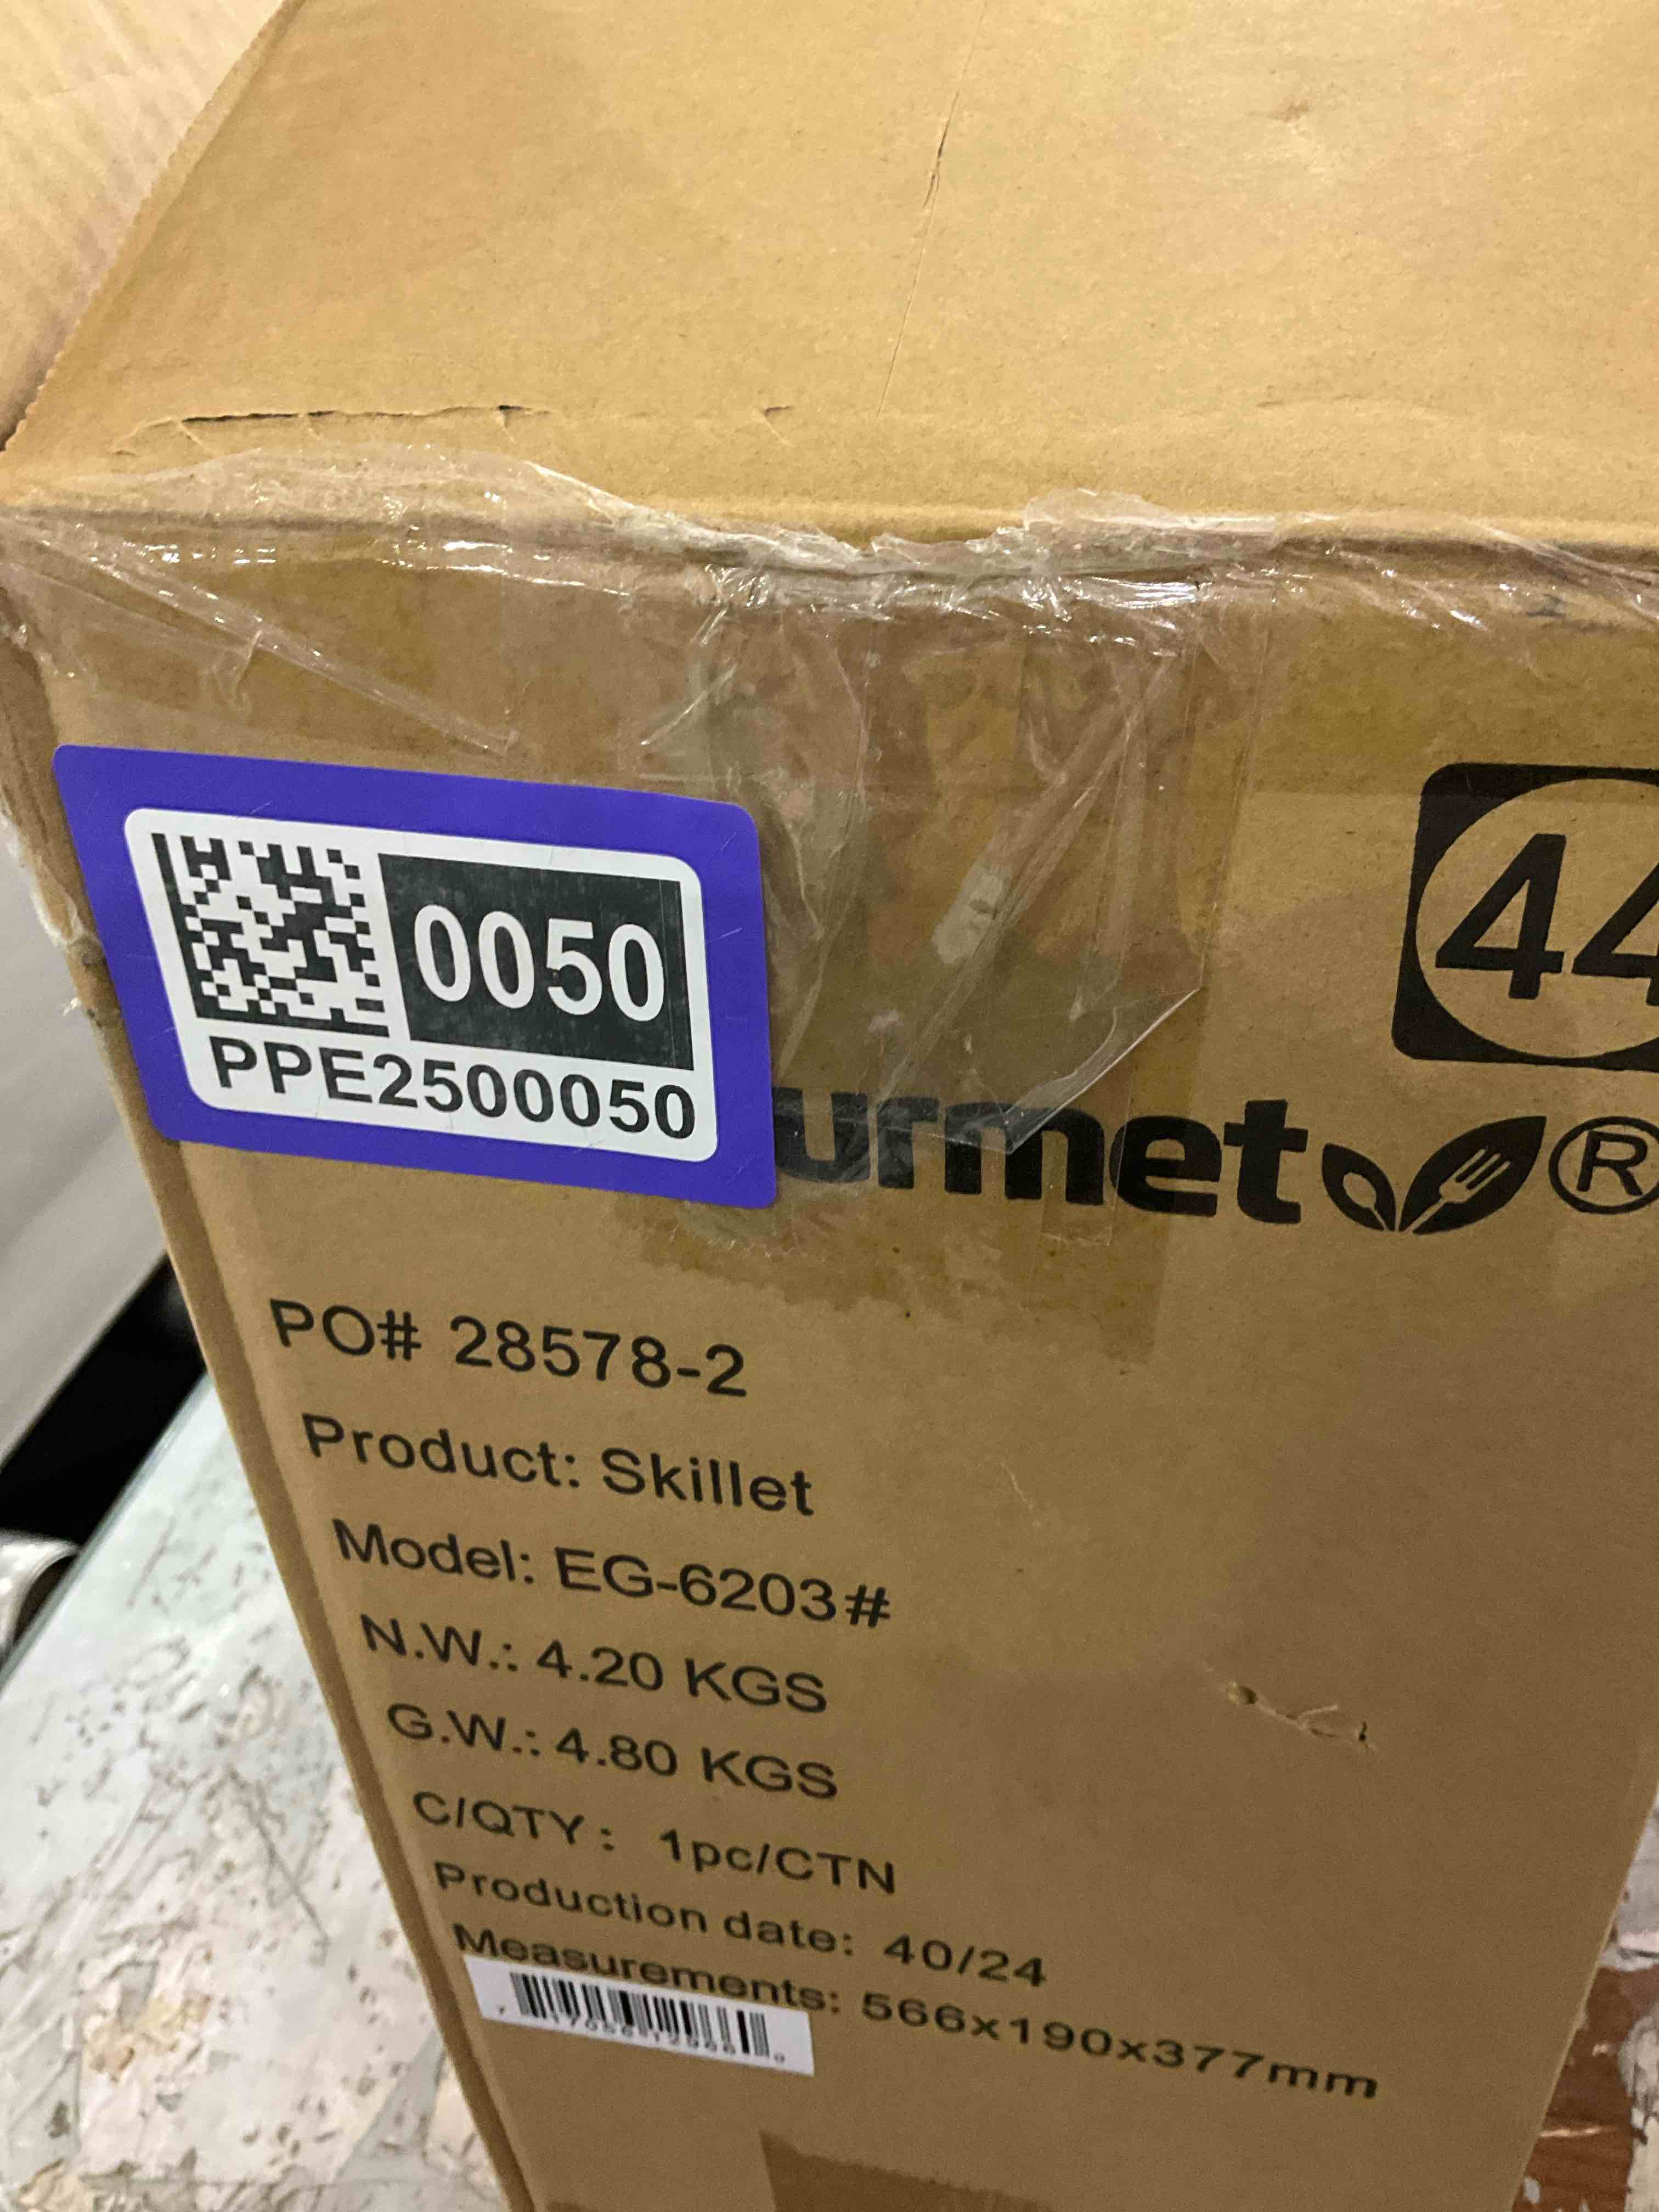 0050
PPE2500050
44
urmet ®
PO# 28578-2
Product: Skillet
Model: EG-6203#
N.W.: 4.20 KGS
G.W.: 4.80 KGS
C/QTY: 1pc/CTN
Production date: 40/24
Measurements: 566x190x377mm